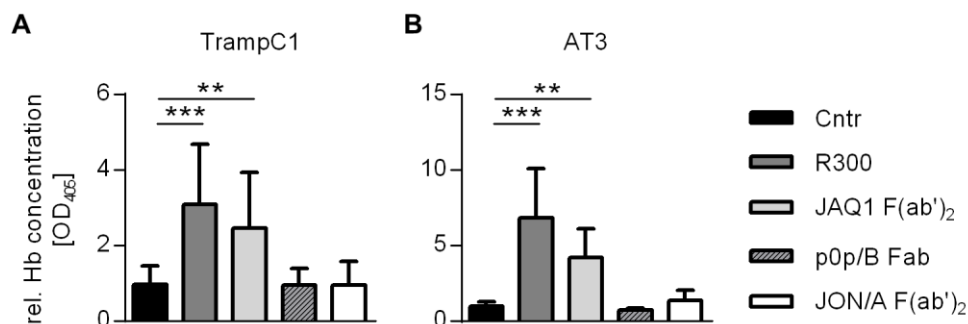 A
TrampC1
B
AT3
rel. Hb concentration
[OD₄₀₅]
6
4
2
0
**
***
15
10
5
0
**
***
Cntr
R300
JAQ1 F(ab')₂
p0p/B Fab
JON/A F(ab')₂